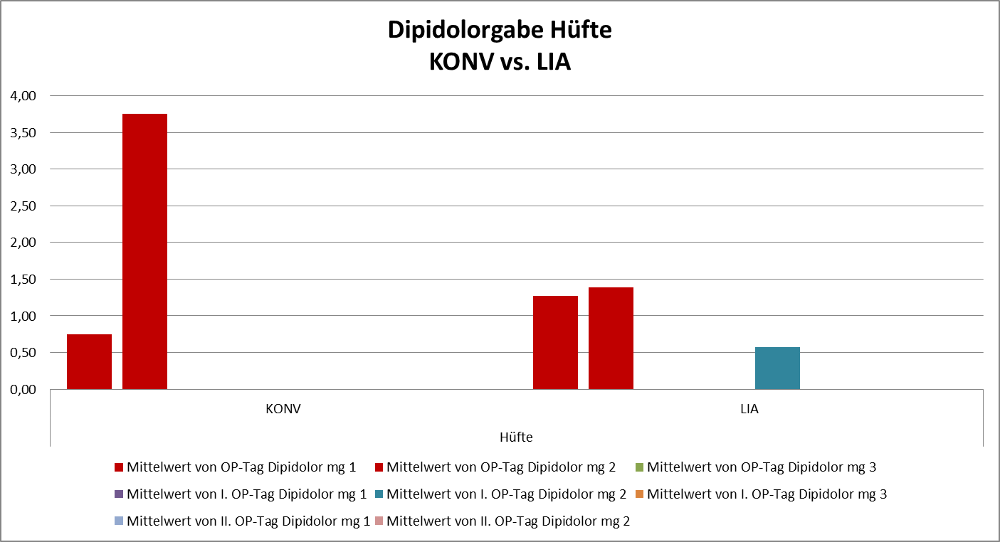 Dipidolorgabe Hüfte
KONV vs. LIA
4,00
3,50
3,00
2,50
2,00
1,50
1,00
0,50
0,00
KONV
LIA
Hüfte
Mittelwert von OP-Tag Dipidolor mg 1
Mittelwert von OP-Tag Dipidolor mg 2
Mittelwert von OP-Tag Dipidolor mg 3
Mittelwert von I. OP-Tag Dipidolor mg 1
Mittelwert von I. OP-Tag Dipidolor mg 2
Mittelwert von I. OP-Tag Dipidolor mg 3
Mittelwert von II. OP-Tag Dipidolor mg 1
Mittelwert von II. OP-Tag Dipidolor mg 2